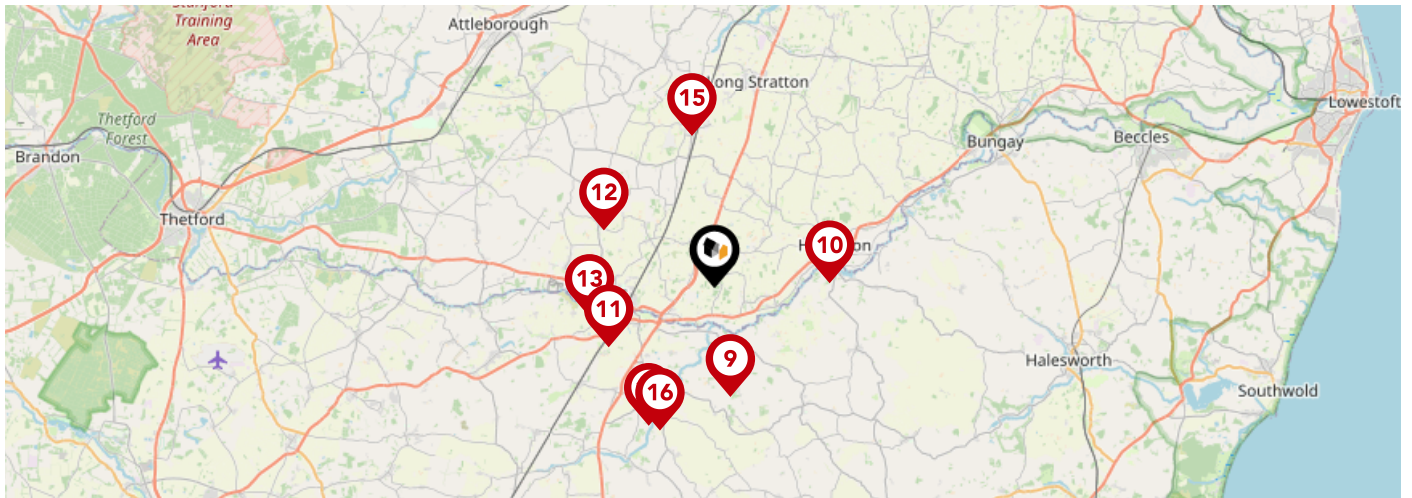 Stanford
Training
Area
Attleborough
Long Stratton
15
Thetford
Forest
Brandon
Lowestoft
Beccles
Bungay
12
Thetford
10
13
11
9
16
Halesworth
Southwold